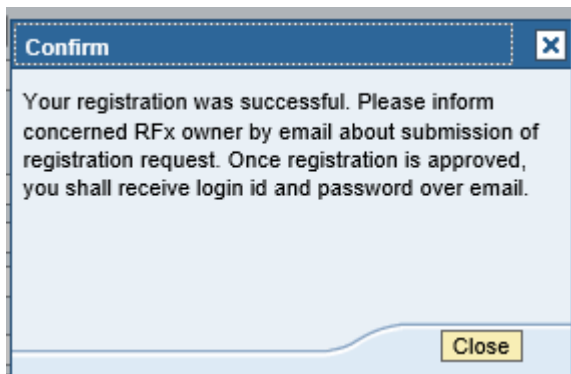 Confirm
Your registration was successful. Please inform
concerned RFx owner by email about submission of
registration request. Once registration is approved,
you shall receive login id and password over email.
Close